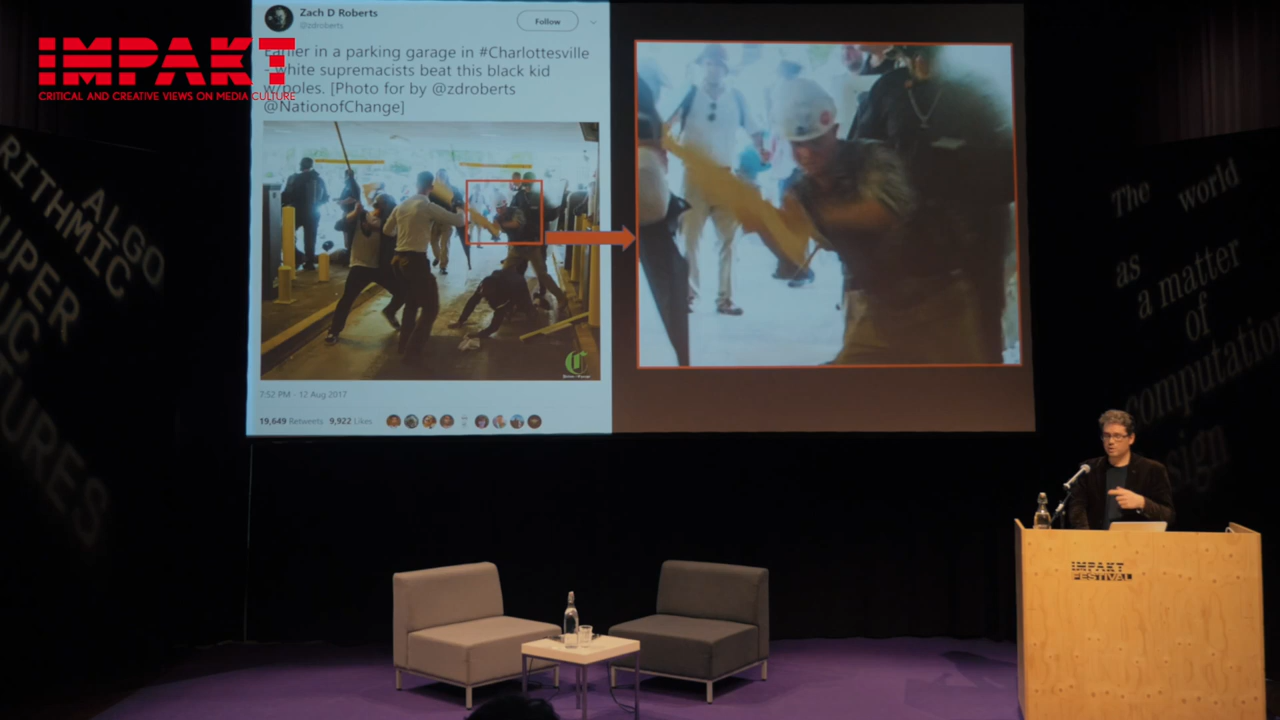 IMPAKT
CRITICAL AND CREATIVE VIEWS ON MEDIA CULTURE
Zach D Roberts
@zdroberts
Follow
Earlier in a parking garage in #Charlottesville
- white supremacists beat this black kid
w/poles. [Photo for by @zdroberts
@NationofChange]
7:52 PM - 12 Aug 2017
19,649 Retweets 9,922 Likes
ALGO
RITHMIC
SUPER
STRUC
TURES
The world
as
a matter
of
computation
design
IMPAKT
FESTIVAL